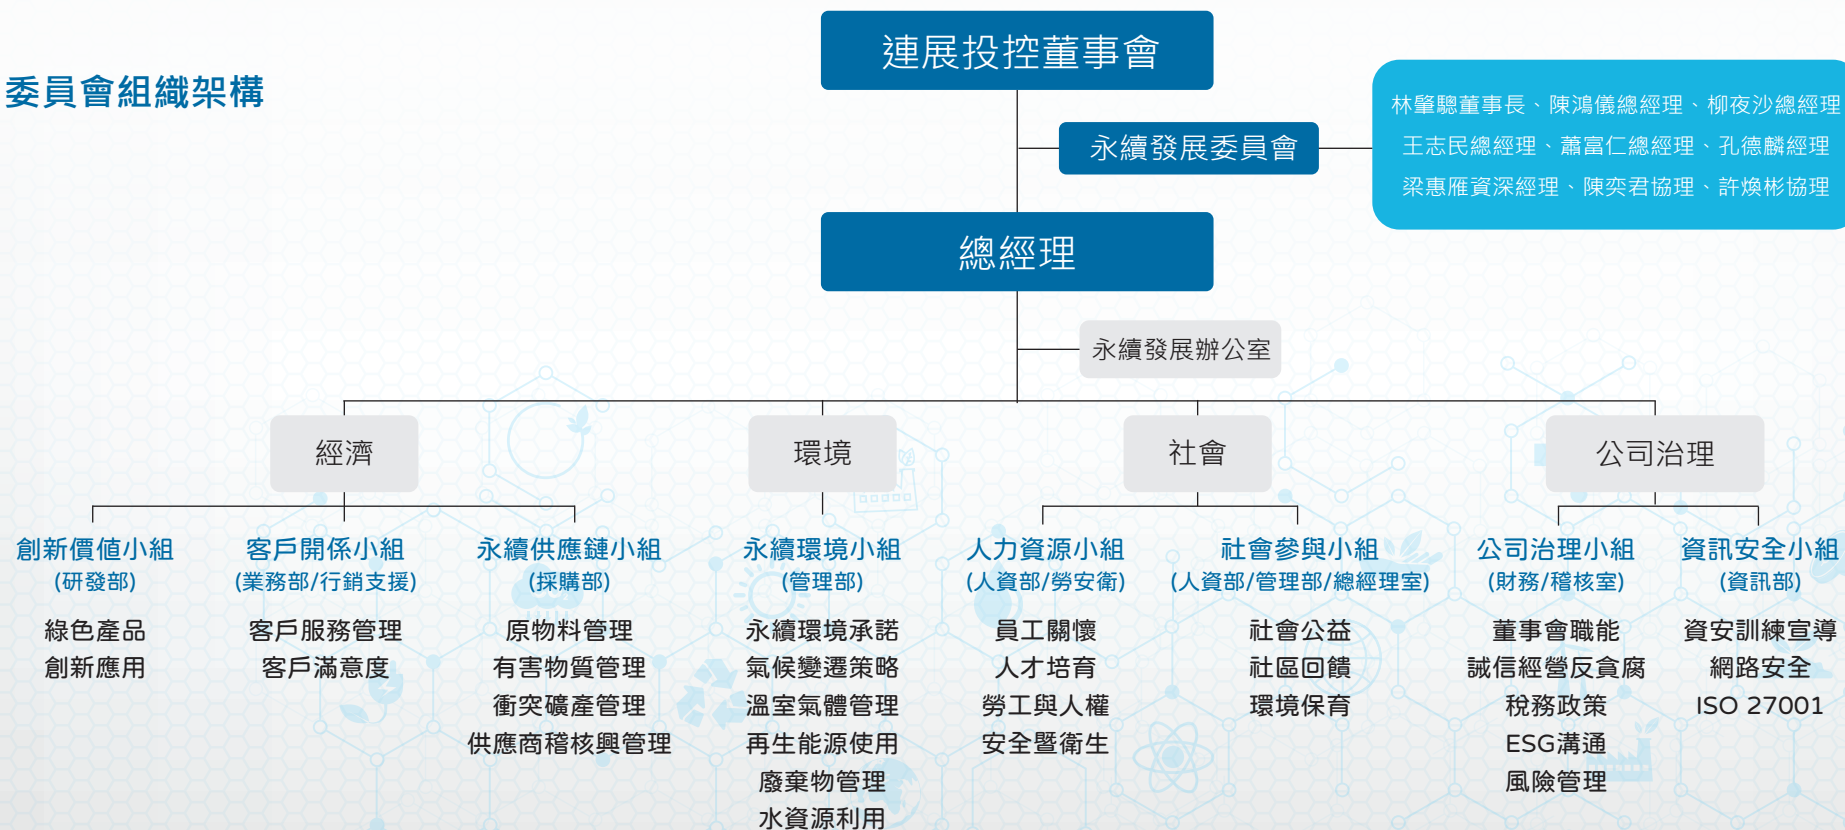 委員會組織架構
連展投控董事會
永續發展委員會
林肇驄董事長、陳鴻儀總經理、柳夜沙總經理
王志民總經理、蕭富仁總經理、孔德麟經理
梁惠雁資深經理、陳奕君協理、許煥彬協理
總經理
永續發展辦公室
經濟
環境
社會
公司治理
創新價值小組
(研發部)
綠色產品
創新應用
客戶開係小組
(業務部/行銷支援)
客戶服務管理
客戶滿意度
永續供應鏈小組
(採購部)
原物料管理
有害物質管理
衝突礦產管理
供應商稽核興管理
永續環境小組
(管理部)
永續環境承諾
氣候變遷策略
溫室氣體管理
再生能源使用
廢棄物管理
水資源利用
人力資源小組
(人資部/勞安衛)
員工關懷
人才培育
勞工與人權
安全暨衛生
社會參與小組
(人資部/管理部/總經理室)
社會公益
社區回饋
環境保育
公司治理小組
(財務/稽核室)
董事會職能
誠信經營反貪腐
稅務政策
ESG溝通
風險管理
資訊安全小組
(資訊部)
資安訓練宣導
網路安全
ISO 27001